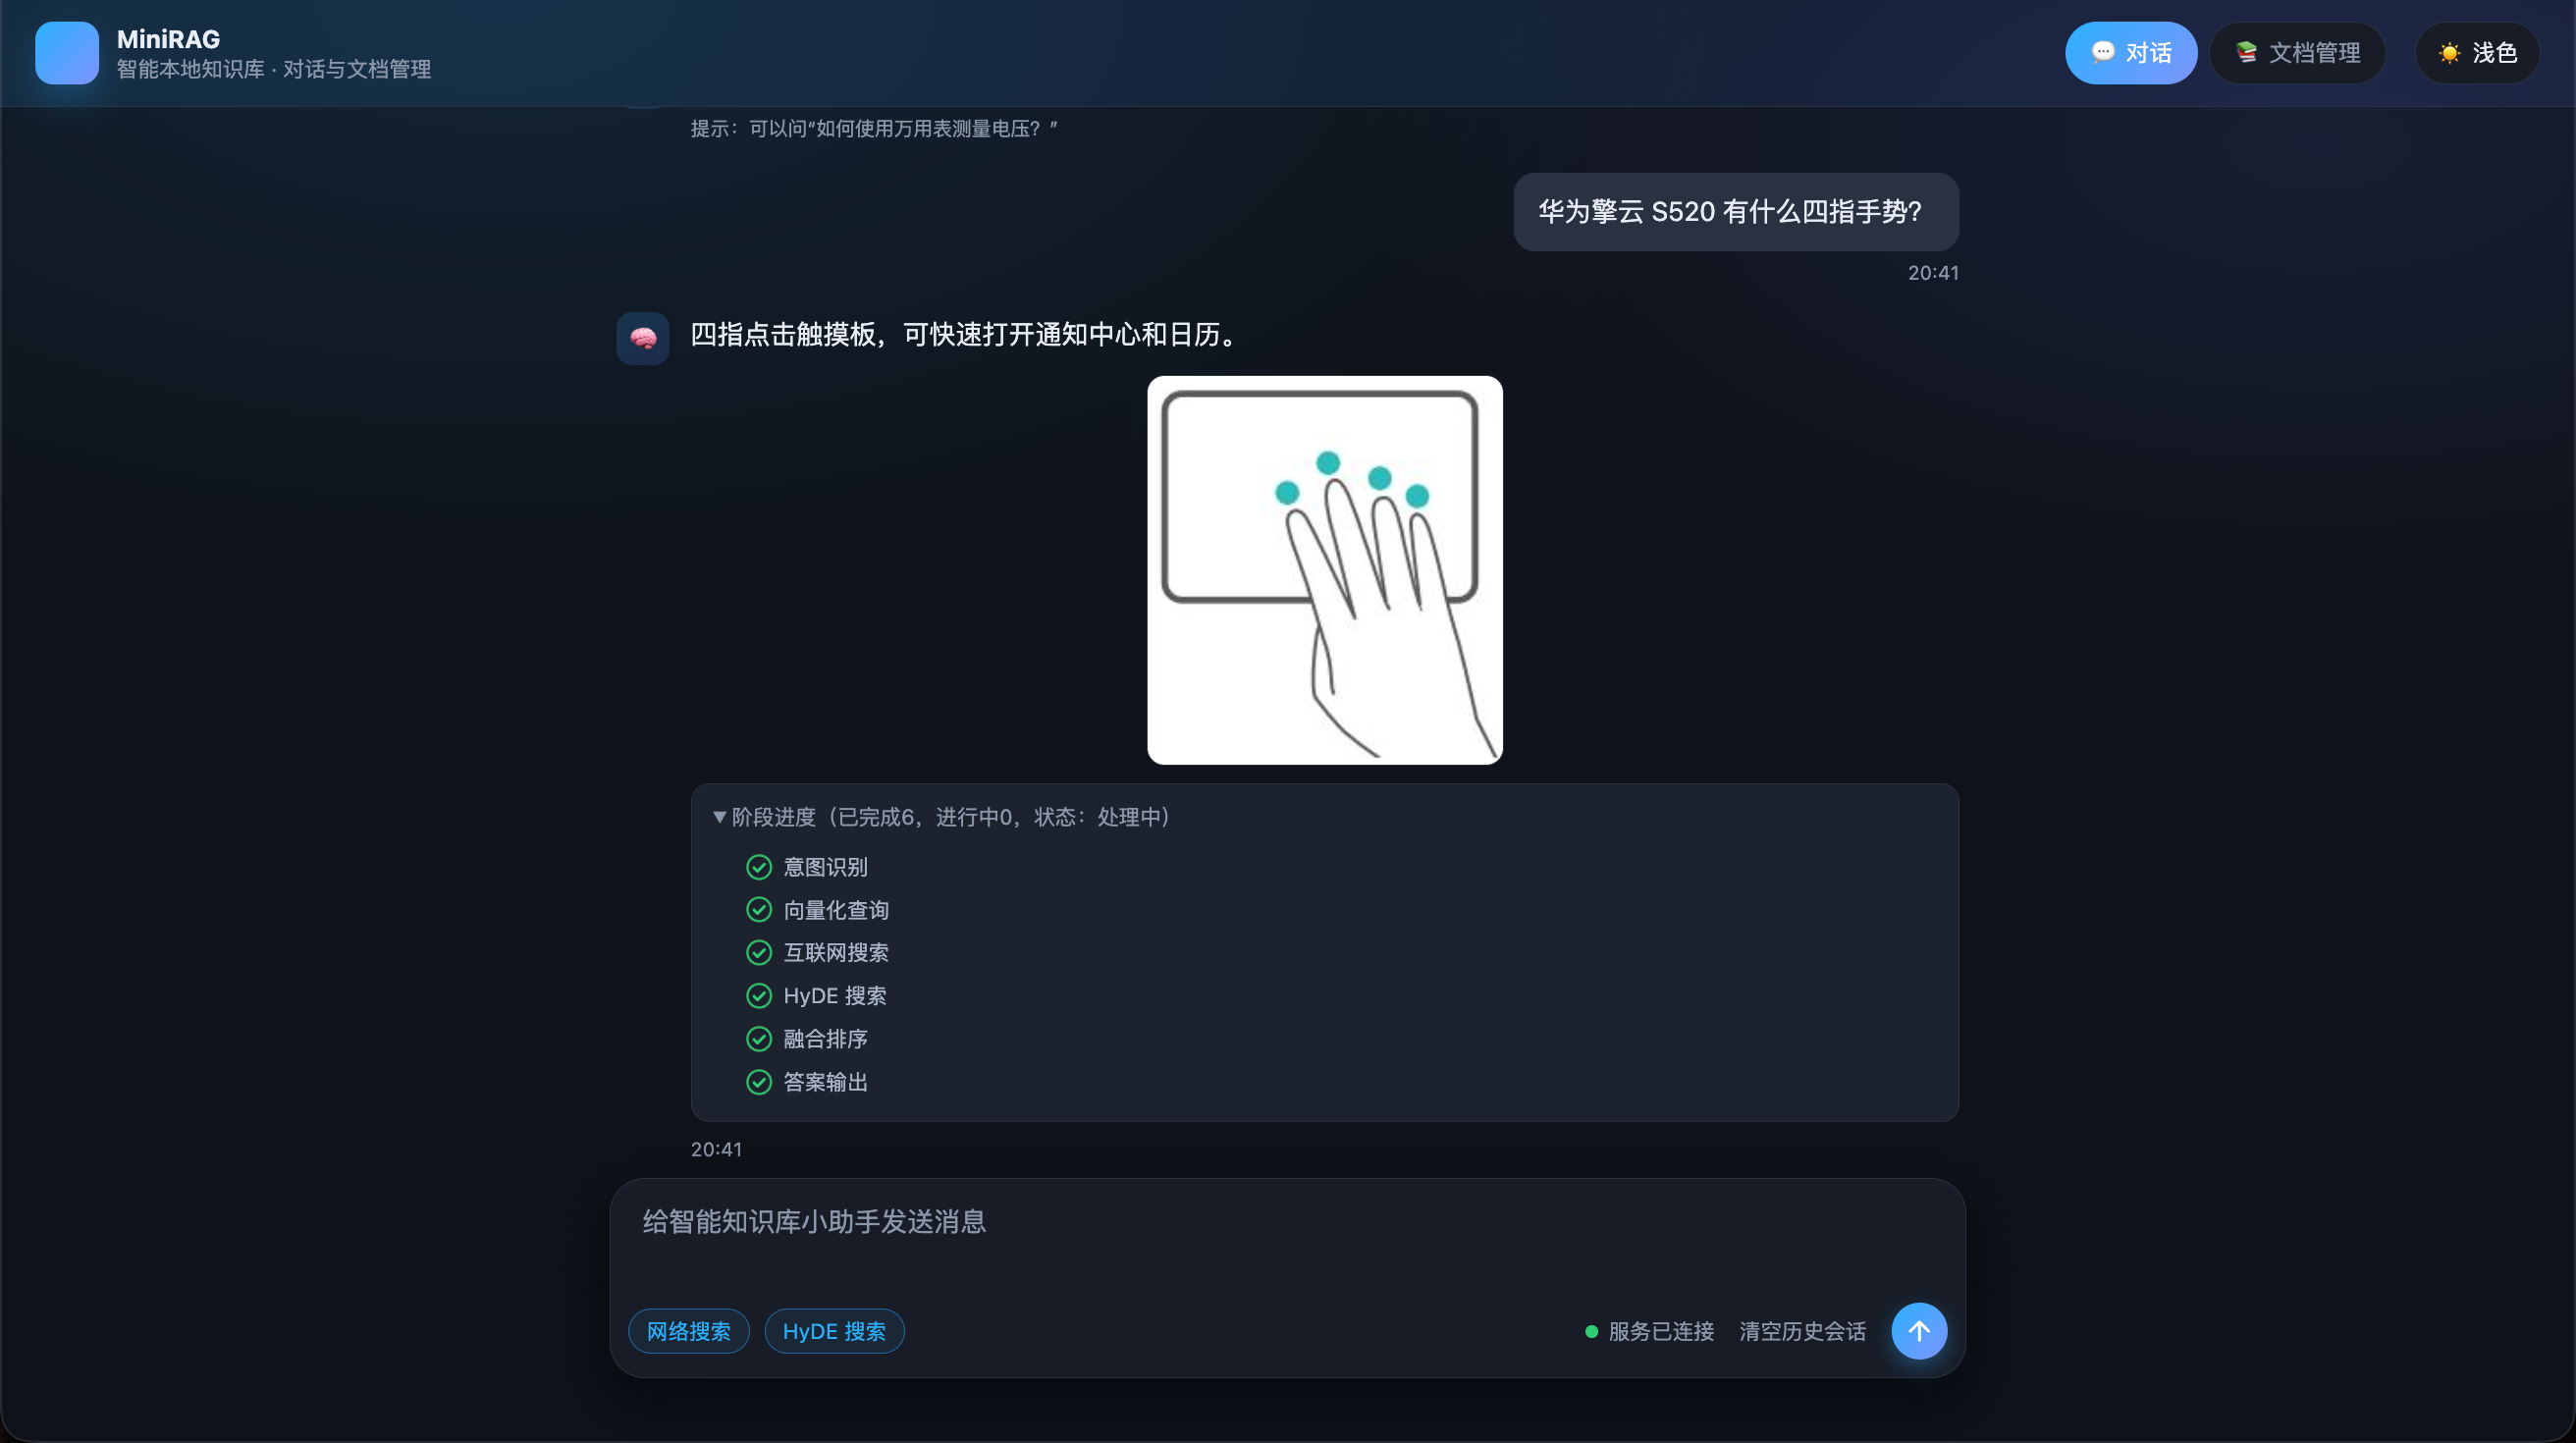 MiniRAG
智能本地知识库 · 对话与文档管理
💬 对话
📚 文档管理
☀️ 浅色
提示：可以问“如何使用万用表测量电压？”
华为擎云 S520 有什么四指手势?
20:41
四指点击触摸板，可快速打开通知中心和日历。
▼阶段进度（已完成6，进行中0，状态：处理中）
意图识别
向量化查询
互联网搜索
HyDE 搜索
融合排序
答案输出
20:41
给智能知识库小助手发送消息
网络搜索
HyDE 搜索
服务已连接
清空历史会话